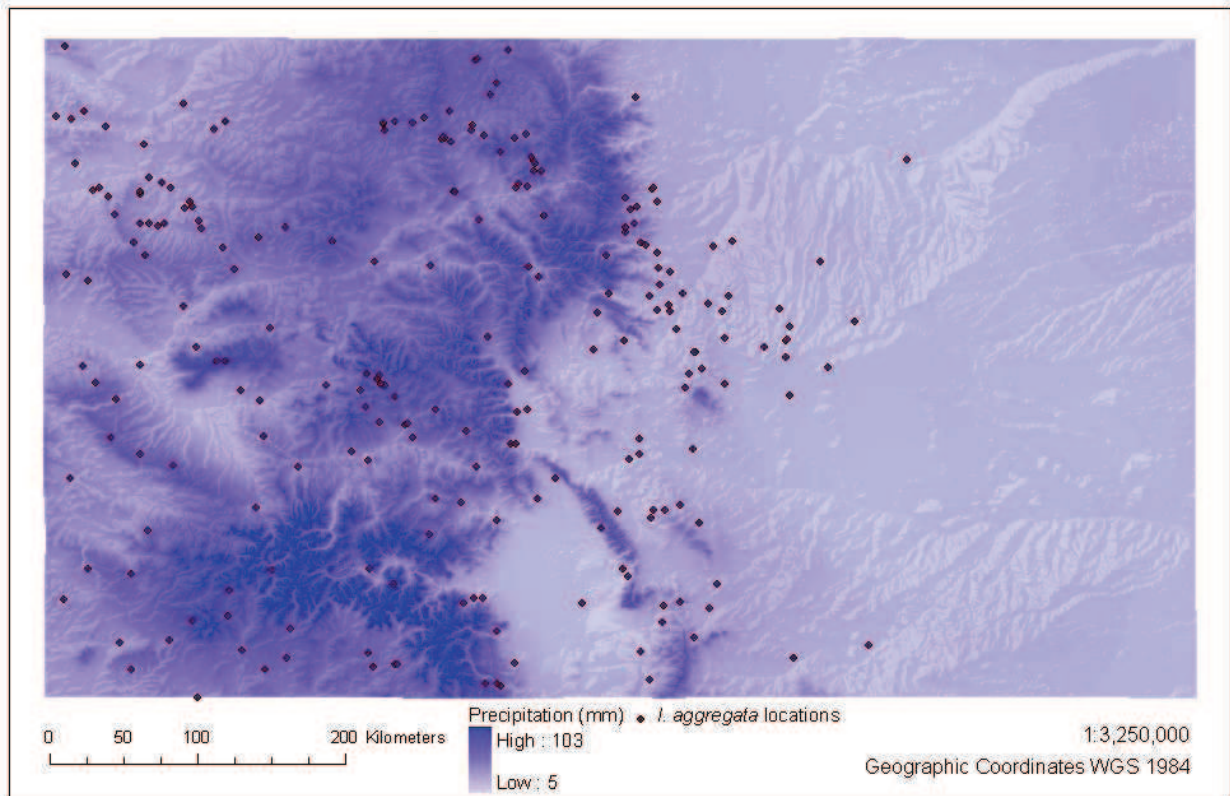 0 50 100 200 Kilometers
Precipitation (mm)
High : 103
Low : 5
I. aggregata locations
1:3,250,000
Geographic Coordinates WGS 1984